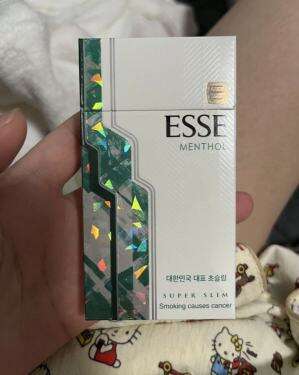 ESSE
MENTHOL
대한민국 대표 초슬림
SUPER SLIM
Smoking causes cancer